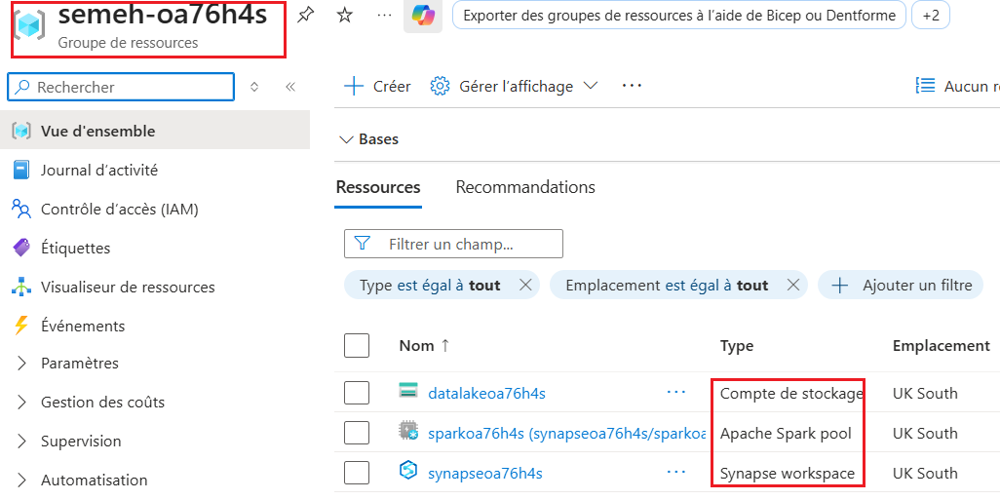 semeh-oa76h4s
Groupe de ressources
Exporter des groupes de ressources à l'aide de Bicep ou Dentforme
+2
Rechercher
Créer
Gérer l'affichage
Aucun
Vue d'ensemble
Journal d'activité
Contrôle d'accès (IAM)
Étiquettes
Visualiseur de ressources
Événements
Paramètres
Gestion des coûts
Supervision
Automatisation
Bases
Ressources Recommandations
Filtrer un champ...
Type est égal à tout
Emplacement est égal à tout
Ajouter un filtre
Nom ↑ Type Emplacement
datalakeoa76h4s ... Compte de stockage UK South
sparkoa76h4s (synapseoa76h4s/sparkoa Apache Spark pool UK South
synapseoa76h4s ... Synapse workspace UK South